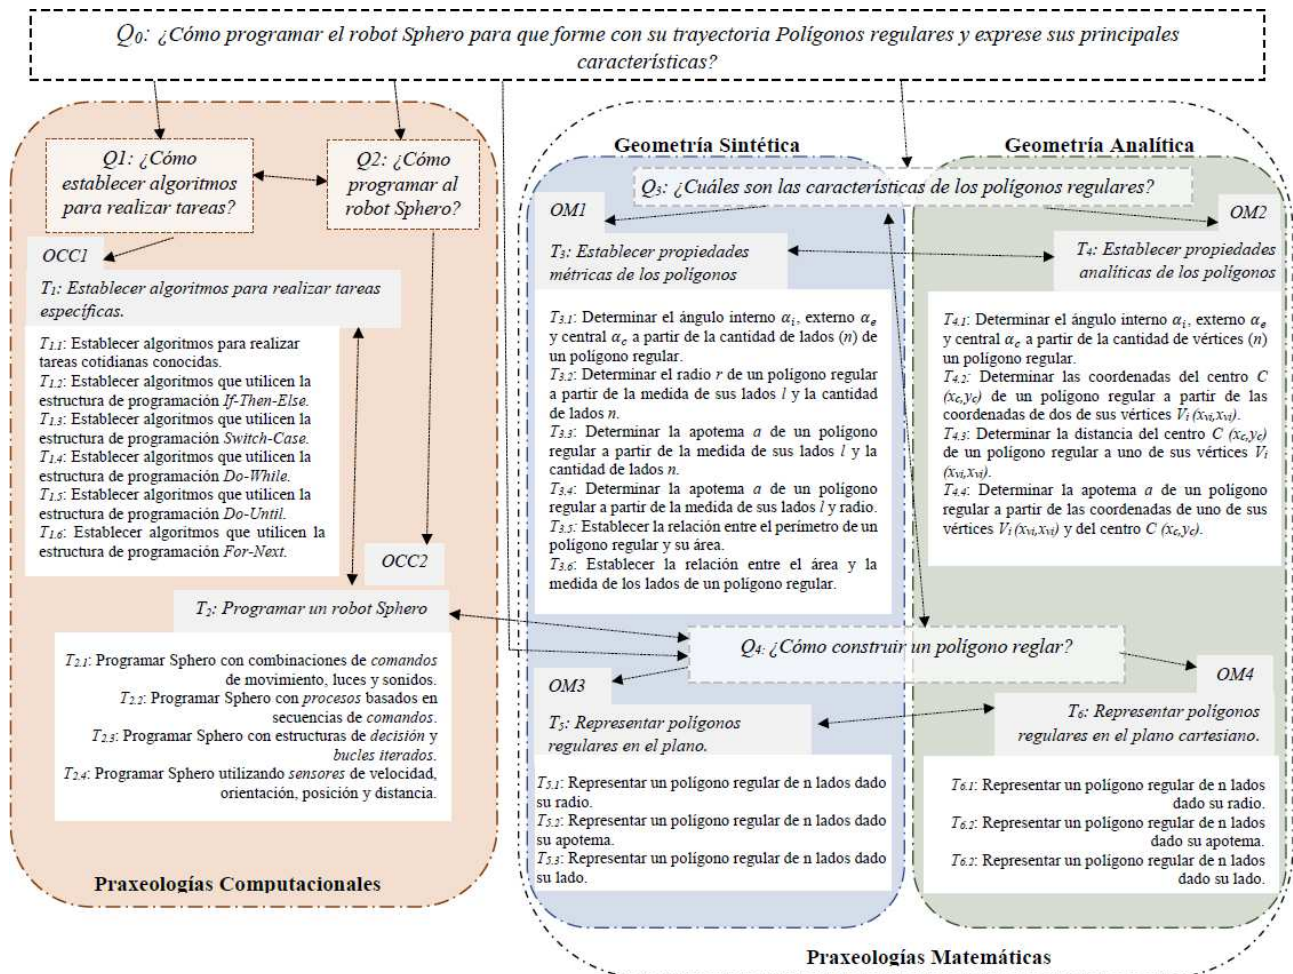 Q0: ¿Cómo programar el robot Sphero para que forme con su trayectoria Polígonos regulares y exprese sus principales
características?
Q1: ¿Cómo
establecer algoritmos
para realizar tareas?
Q2: ¿Cómo
programar al
robot Sphero?
OCC1
T1: Establecer algoritmos para realizar tareas
específicas.
T1.1: Establecer algoritmos para realizar
tareas cotidianas conocidas.
T1.2: Establecer algoritmos que utilicen la
estructura de programación If-Then-Else.
T1.3: Establecer algoritmos que utilicen la
estructura de programación Switch-Case.
T1.4: Establecer algoritmos que utilicen la
estructura de programación Do-While.
T1.5: Establecer algoritmos que utilicen la
estructura de programación Do-Until.
T1.6: Establecer algoritmos que utilicen la
estructura de programación For-Next.
OCC2
T2: Programar un robot Sphero
T2.1: Programar Sphero con combinaciones de comandos
de movimiento, luces y sonidos.
T2.2: Programar Sphero con procesos basados en
secuencias de comandos.
T2.3: Programar Sphero con estructuras de decisión y
bucles iterados.
T2.4: Programar Sphero utilizando sensores de velocidad,
orientación, posición y distancia.
Praxeologías Computacionales
Geometría Sintética
Geometría Analítica
Q3: ¿Cuáles son las características de los polígonos regulares?
OM1
T3: Establecer propiedades
métricas de los polígonos
T3.1: Determinar el ángulo interno αi, externo αe
y central αc a partir de la cantidad de lados (n) de
un polígono regular.
T3.2: Determinar el radio r de un polígono regular
a partir de la medida de sus lados l y la cantidad
de lados n.
T3.3: Determinar la apotema a de un polígono
regular a partir de la medida de sus lados l y la
cantidad de lados n.
T3.4: Determinar la apotema a de un polígono
regular a partir de la medida de sus lados l y radio.
T3.5: Establecer la relación entre el perímetro de un
polígono regular y su área.
T3.6: Establecer la relación entre el área y la
medida de los lados de un polígono regular.
OM2
T4: Establecer propiedades
analíticas de los polígonos
T4.1: Determinar el ángulo interno αi, externo αe
y central αc a partir de la cantidad de vértices (n)
un polígono regular.
T4.2: Determinar las coordenadas del centro C
(xc,yc) de un polígono regular a partir de las
coordenadas de dos de sus vértices Vi (xvi,xvi).
T4.3: Determinar la distancia del centro C (xc,yc)
de un polígono regular a uno de sus vértices Vi
(xvi,xvi).
T4.4: Determinar la apotema a de un polígono
regular a partir de las coordenadas de uno de sus
vértices Vi (xvi,xvi) y del centro C (xc,yc).
Q4: ¿Cómo construir un polígono reglar?
OM3
T5: Representar polígonos
regulares en el plano.
T5.1: Representar un polígono regular de n lados dado
su radio.
T5.2: Representar un polígono regular de n lados dado
su apotema.
T5.3: Representar un polígono regular de n lados dado
su lado.
OM4
T6: Representar polígonos
regulares en el plano cartesiano.
T6.1: Representar un polígono regular de n lados
dado su radio.
T6.2: Representar un polígono regular de n lados
dado su apotema.
T6.2: Representar un polígono regular de n lados
dado su lado.
Praxeologías Matemáticas